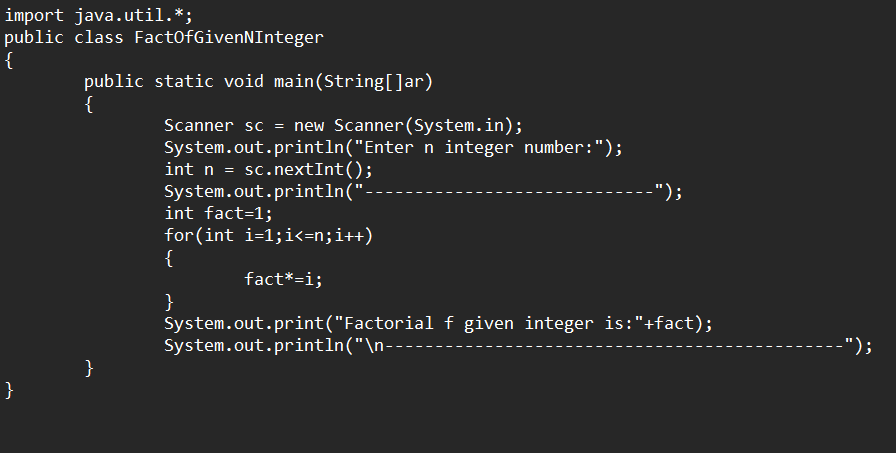 import java.util.*;
public class FactOfGivenNInteger
{
        public static void main(String[]ar)
        {
                Scanner sc = new Scanner(System.in);
                System.out.println("Enter n integer number:");
                int n = sc.nextInt();
                System.out.println("-----------------------------");
                int fact=1;
                for(int i=1;i<=n;i++)
                {
                        fact*=i;
                }
                System.out.print("Factorial f given integer is:"+fact);
                System.out.println("\n----------------------------------------------");
        }
}